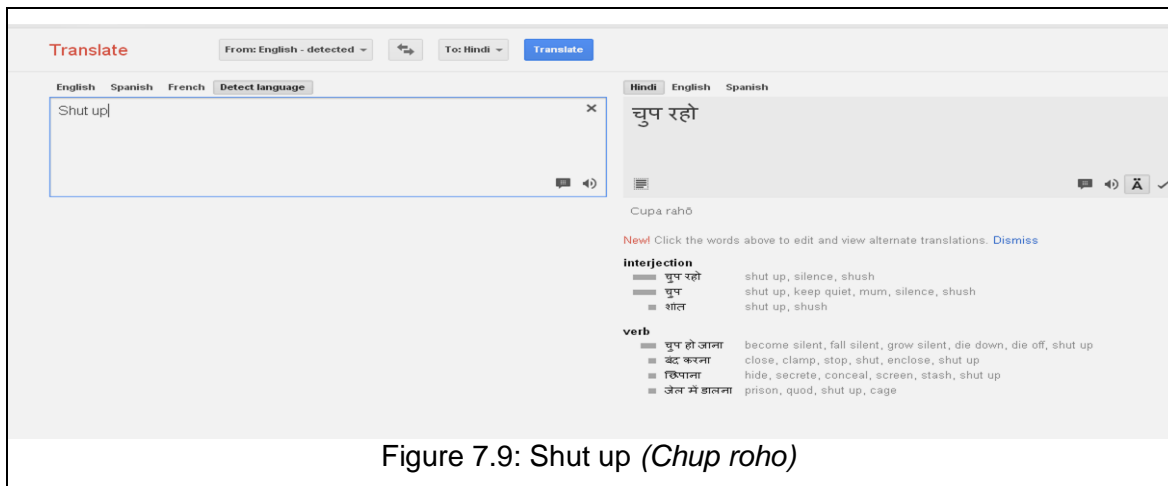 Translate From: English - detected To: Hindi Translate
English Spanish French Detect language
Shut up
Hindi English Spanish
चुप रहो
Ä
Cupa rahō
New! Click the words above to edit and view alternate translations. Dismiss
interjection
चुप रहो shut up, silence, shush
चुप shut up, keep quiet, mum, silence, shush
शांत shut up, shush
verb
चुप हो जाना become silent, fall silent, grow silent, die down, die off, shut up
बंद करना close, clamp, stop, shut, enclose, shut up
छिपाना hide, secrete, conceal, screen, stash, shut up
जेल में डालना prison, quod, shut up, cage
Figure 7.9: Shut up (Chup roho)